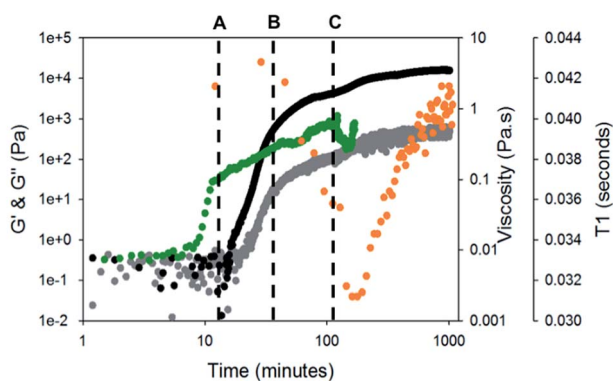 A B C
1e+5 10 0.044
1e+4 0.042
1e+3 1 0.040
1e+2 0.038
1e+1 0.1 0.036
1e+0 0.034
0.01
1e-1 0.032
1e-2 0.001 0.030
1 10 100 1000
Time (minutes)
G' & G" (Pa)
Viscosity (Pa.s)
T1 (seconds)